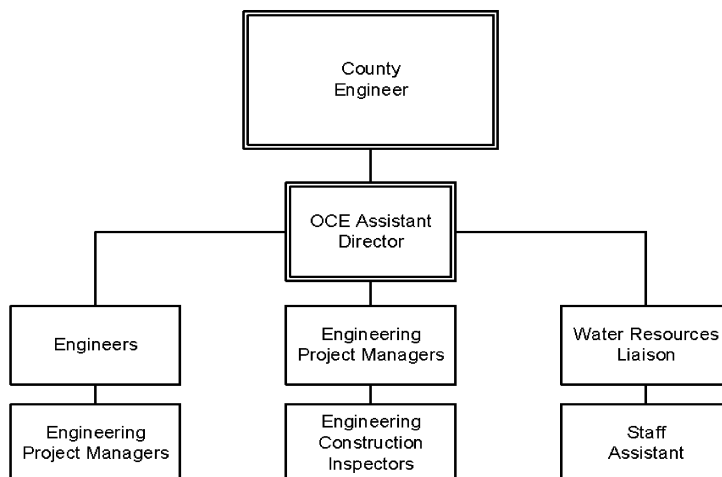 County
Engineer
OCE Assistant
Director
Engineers
Engineering
Project Managers
Water Resources
Liaison
Engineering
Project Managers
Engineering
Construction
Inspectors
Staff
Assistant